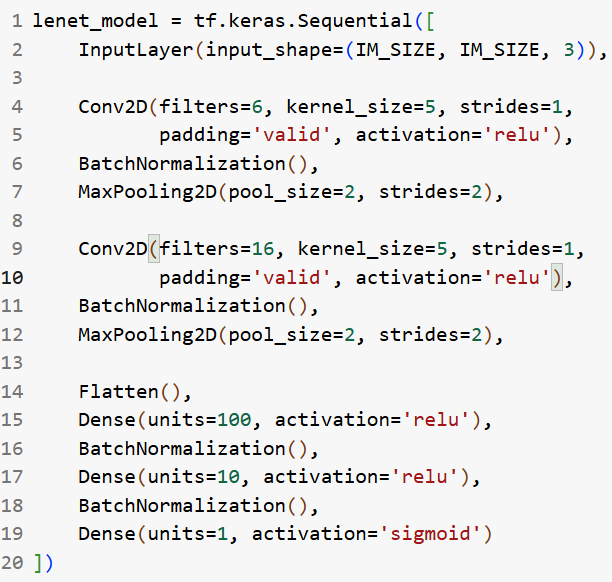 1 lenet_model = tf.keras.Sequential([
2     InputLayer(input_shape=(IM_SIZE, IM_SIZE, 3)),
3
4     Conv2D(filters=6, kernel_size=5, strides=1,
5            padding='valid', activation='relu'),
6     BatchNormalization(),
7     MaxPooling2D(pool_size=2, strides=2),
8
9     Conv2D(filters=16, kernel_size=5, strides=1,
10            padding='valid', activation='relu'),
11     BatchNormalization(),
12     MaxPooling2D(pool_size=2, strides=2),
13
14     Flatten(),
15     Dense(units=100, activation='relu'),
16     BatchNormalization(),
17     Dense(units=10, activation='relu'),
18     BatchNormalization(),
19     Dense(units=1, activation='sigmoid')
20 ])